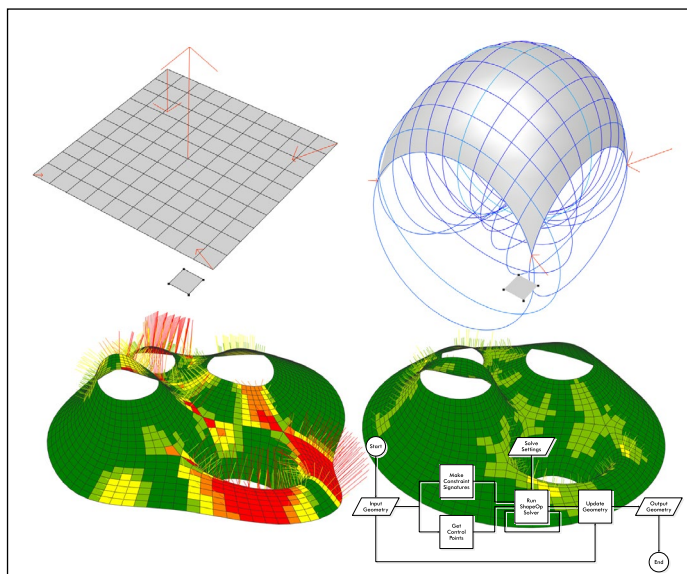 Start
Solve
Settings
Make
Constraint
Signatures
Input
Geometry
Run
ShapeOp
Solver
Update
Geometry
Output
Geometry
Get
Control
Points
End